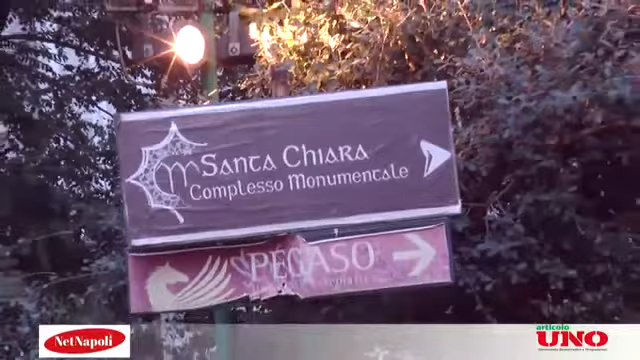 Santa Chiara
Complesso Monumentale
PEGASO
NetNapoli
articolo
UNO